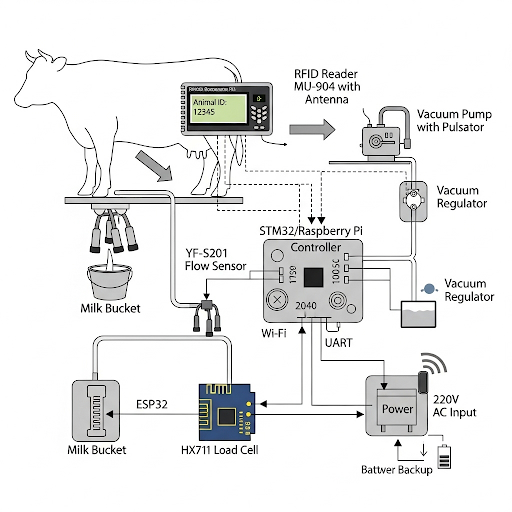 Animal ID:
12345
RFID Reader
MU-904 with
Antenna
Vacuum Pump
with Pulsator
Vacuum
Regulator
STM32/Raspberry Pi
Controller
YF-S201
Flow Sensor
2040
Vacuum
Regulator
Milk Bucket
Wi-Fi
UART
ESP32
Power
220V
AC Input
Milk Bucket
HX711 Load Cell
Battwer Backup